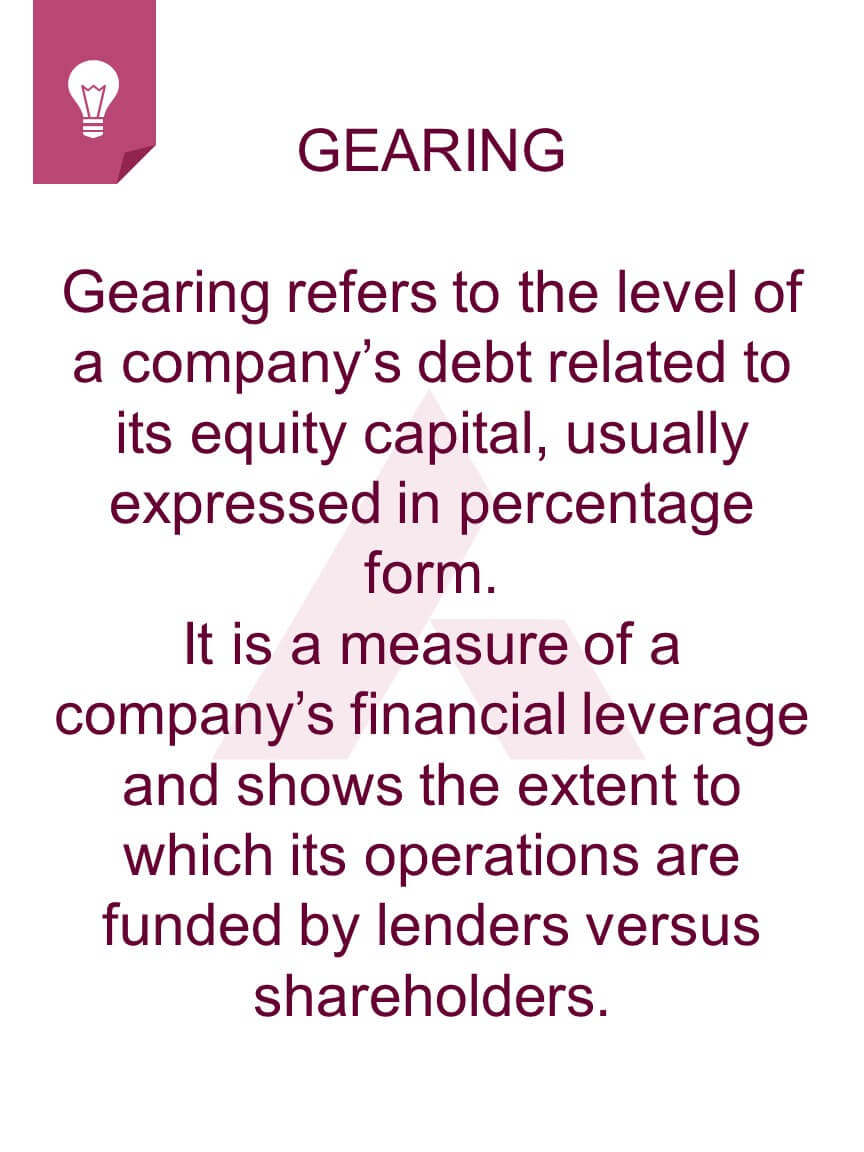 GEARING
Gearing refers to the level of
a company’s debt related to
its equity capital, usually
expressed in percentage
form.
It is a measure of a
company’s financial leverage
and shows the extent to
which its operations are
funded by lenders versus
shareholders.